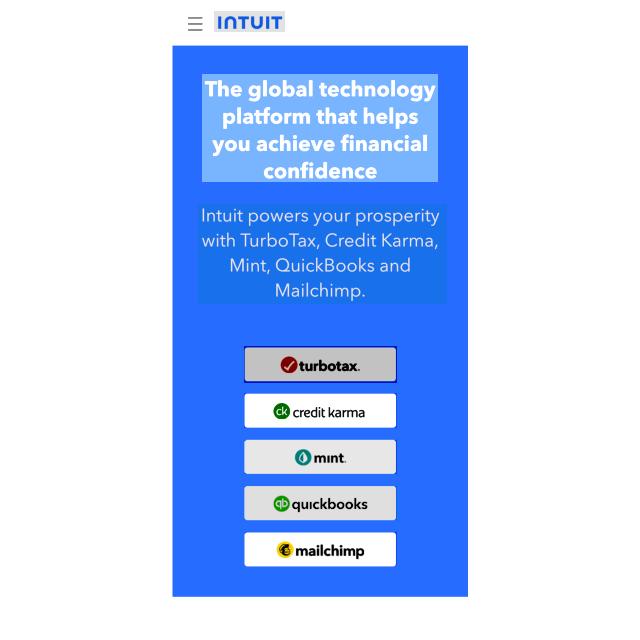 INTUIT
The global technology
platform that helps
you achieve financial
confidence
Intuit powers your prosperity
with TurboTax, Credit Karma,
Mint, QuickBooks and
Mailchimp.
turbotax.
ck credit karma
mint.
qb quickbooks
mailchimp